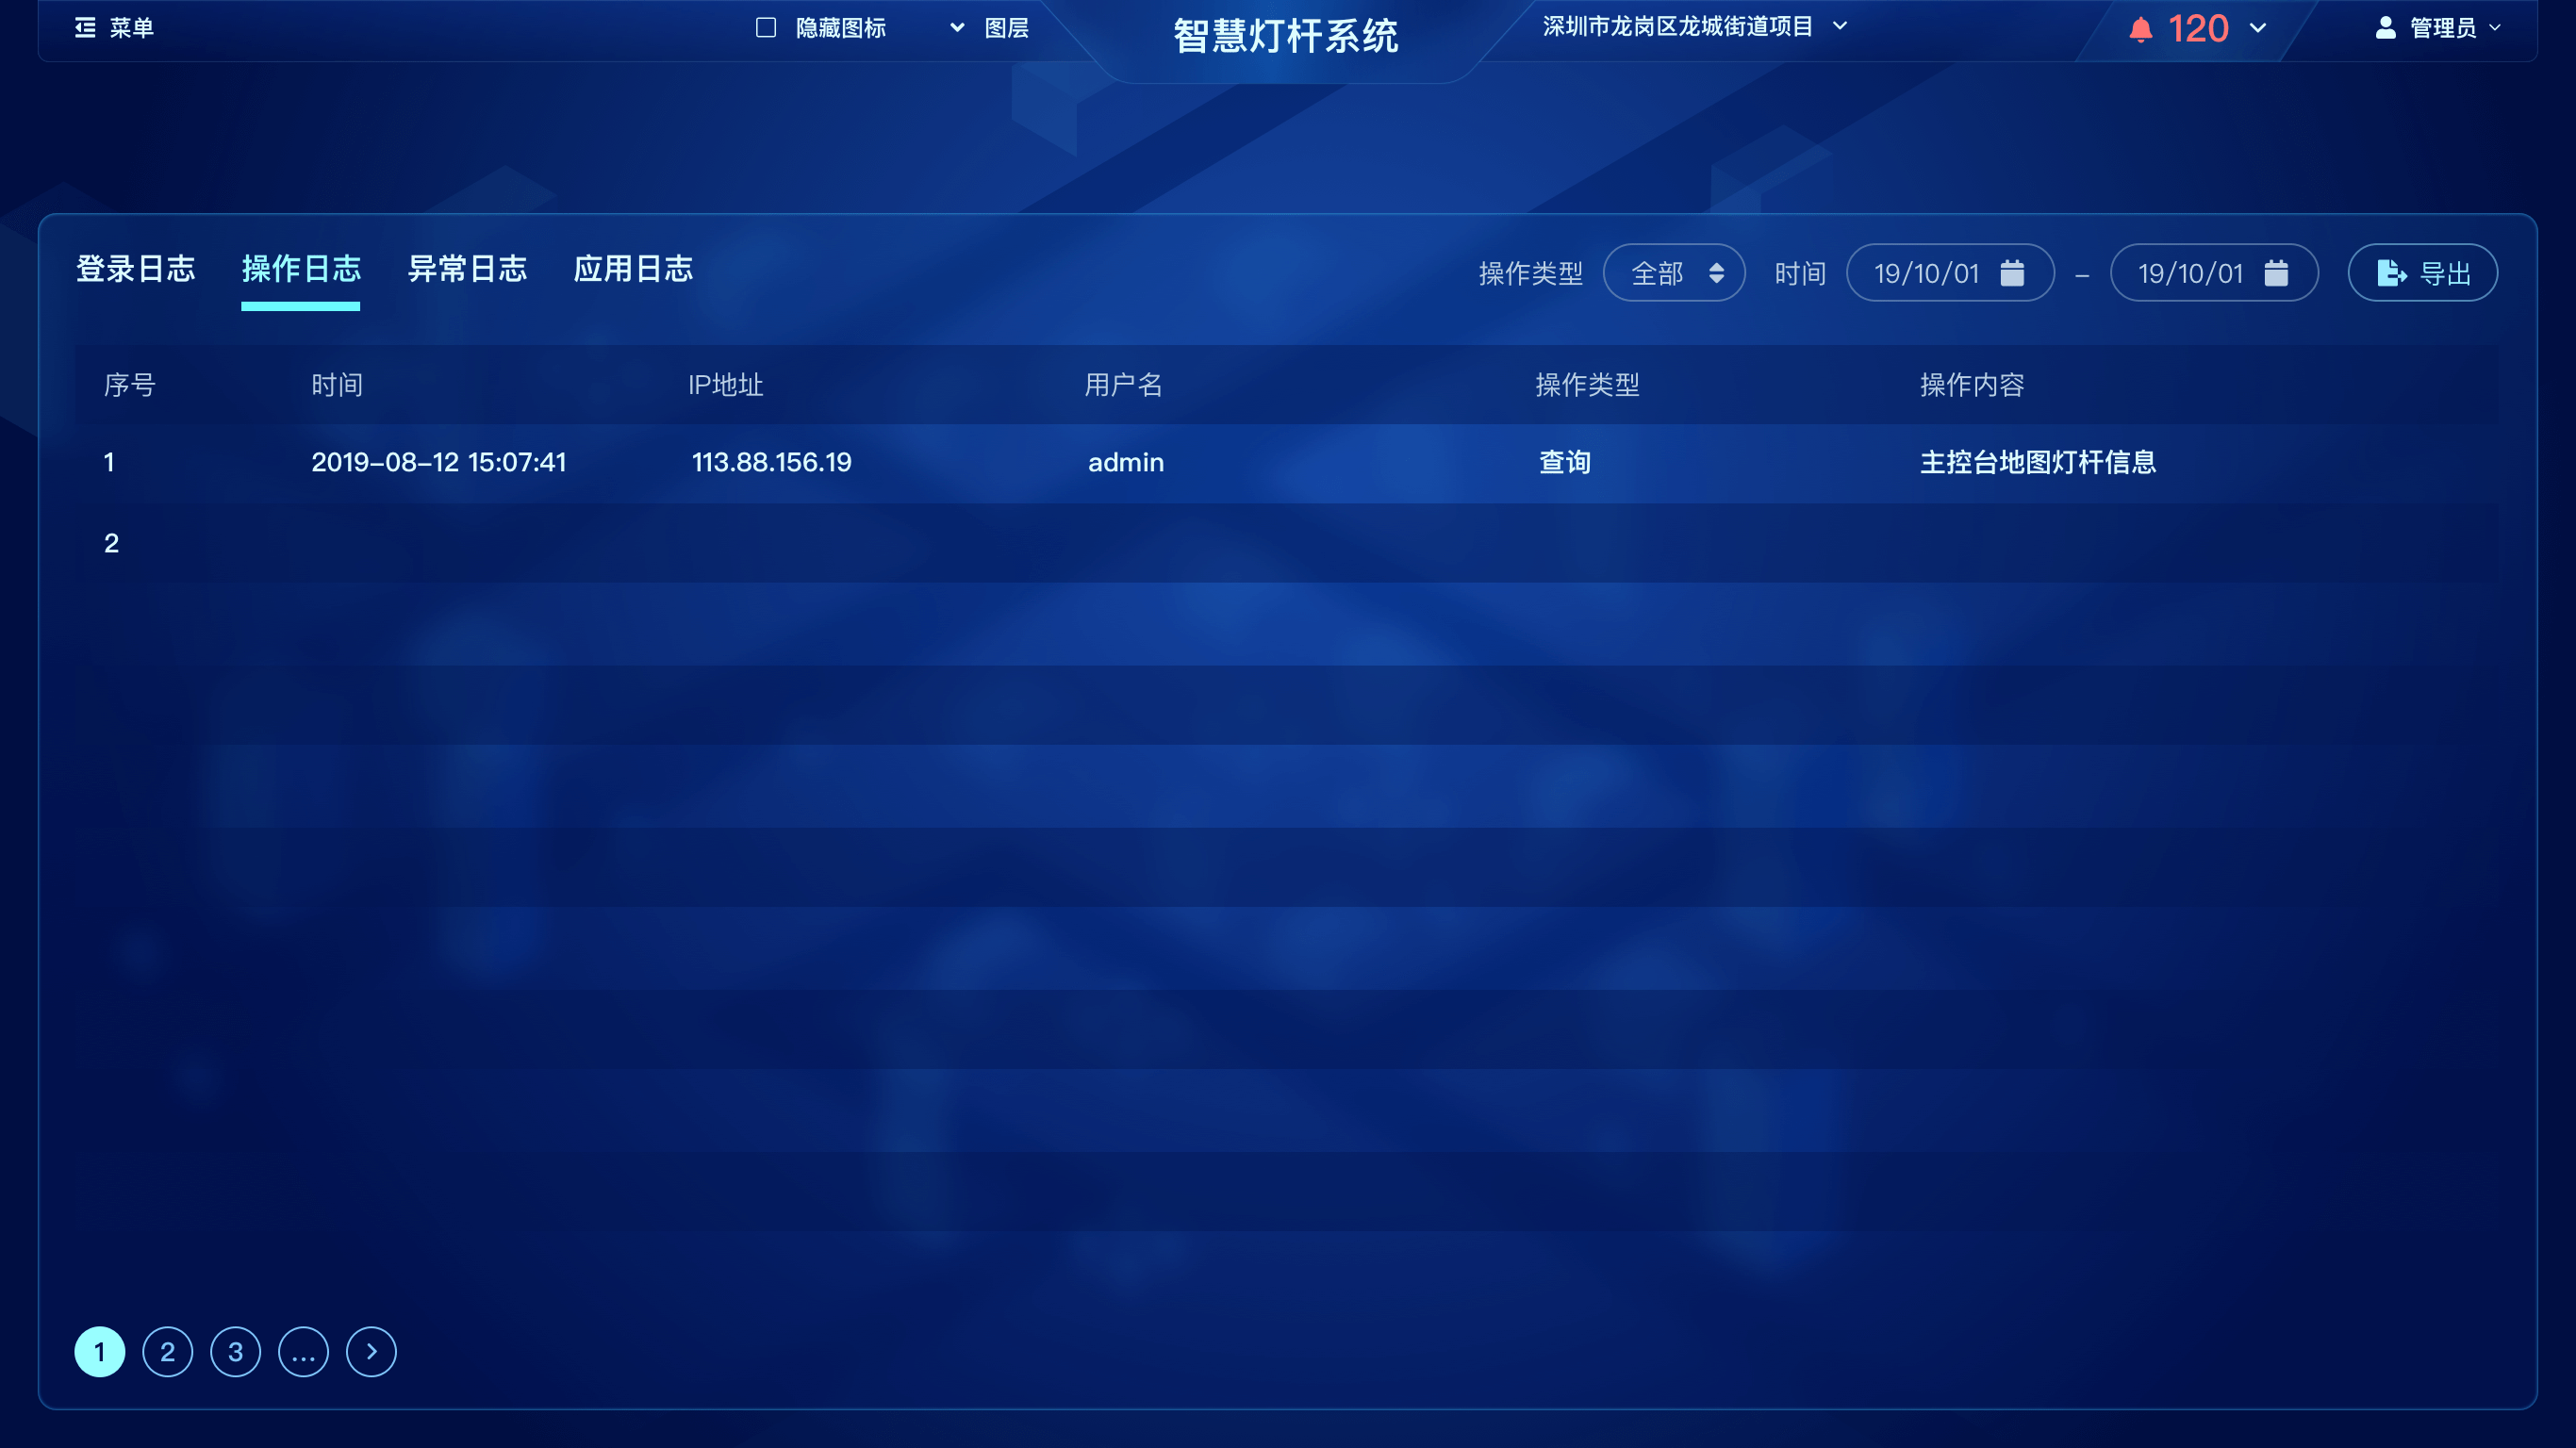 菜单
隐藏图标
图层
智慧灯杆系统
深圳市龙岗区龙城街道项目
120
管理员
登录日志 操作日志 异常日志 应用日志
操作类型 全部 时间 19/10/01 – 19/10/01 导出
序号 时间 IP地址 用户名 操作类型 操作内容
1 2019–08–12 15:07:41 113.88.156.19 admin 查询 主控台地图灯杆信息
2
1 2 3 ... >